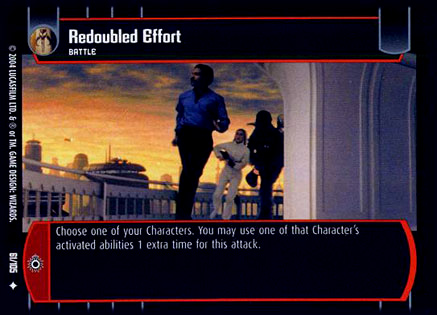 Redoubled Effort
BATTLE
Choose one of your Characters. You may use one of that Character's
activated abilities 1 extra time for this attack.
© 2004 LUCASFILM LTD. & ® or TM. GAME DESIGN: WIZARDS.
61/105